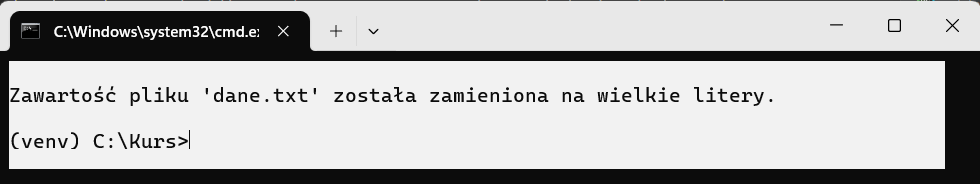 C:\Windows\system32\cmd.e
Zawartość pliku 'dane.txt' została zamieniona na wielkie litery.
(venv) C:\Kurs>